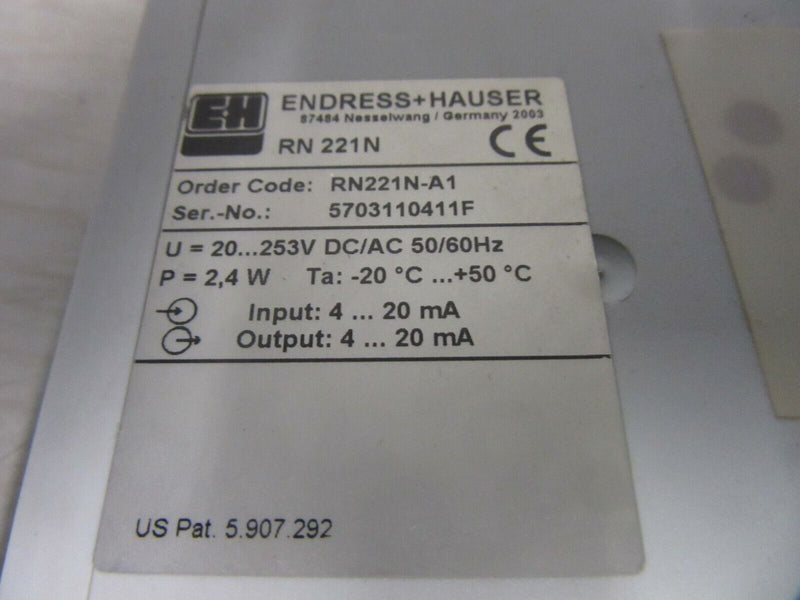 E+H
ENDRESS+HAUSER
87484 Nesselwang / Germany 2003
RN 221N
CE
Order Code: RN221N-A1
Ser.-No.: 5703110411F
U = 20...253V DC/AC 50/60Hz
P = 2,4 W Ta: -20 °C ...+50 °C
Input: 4 ... 20 mA
Output: 4 ... 20 mA
US Pat. 5.907.292